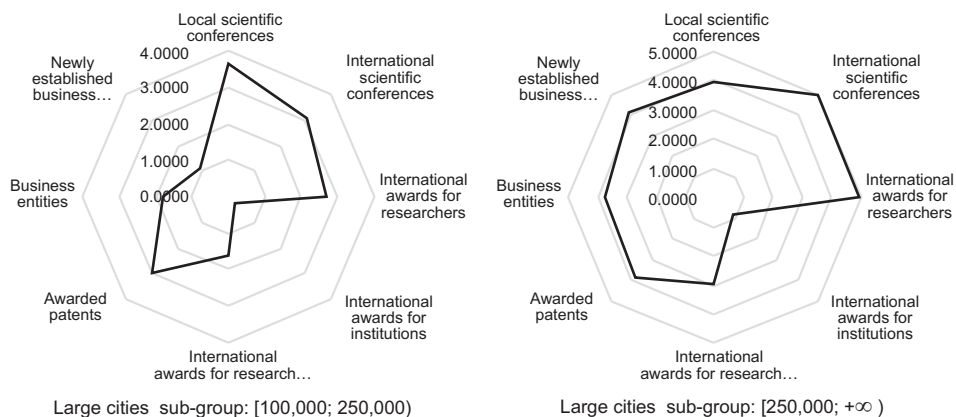 Local scientific
conferences
International
scientific
conferences
International
awards for
researchers
International
awards for
institutions
International
awards for research…
Awarded
patents
Business
entities
Newly
established
business…
4.0000
3.0000
2.0000
1.0000
0.0000
Large cities sub-group: [100,000; 250,000)
Local scientific
conferences
International
scientific
conferences
International
awards for
researchers
International
awards for
institutions
International
awards for research…
Awarded
patents
Business
entities
Newly
established
business…
5.0000
4.0000
3.0000
2.0000
1.0000
0.0000
Large cities sub-group: [250,000; +∞ )